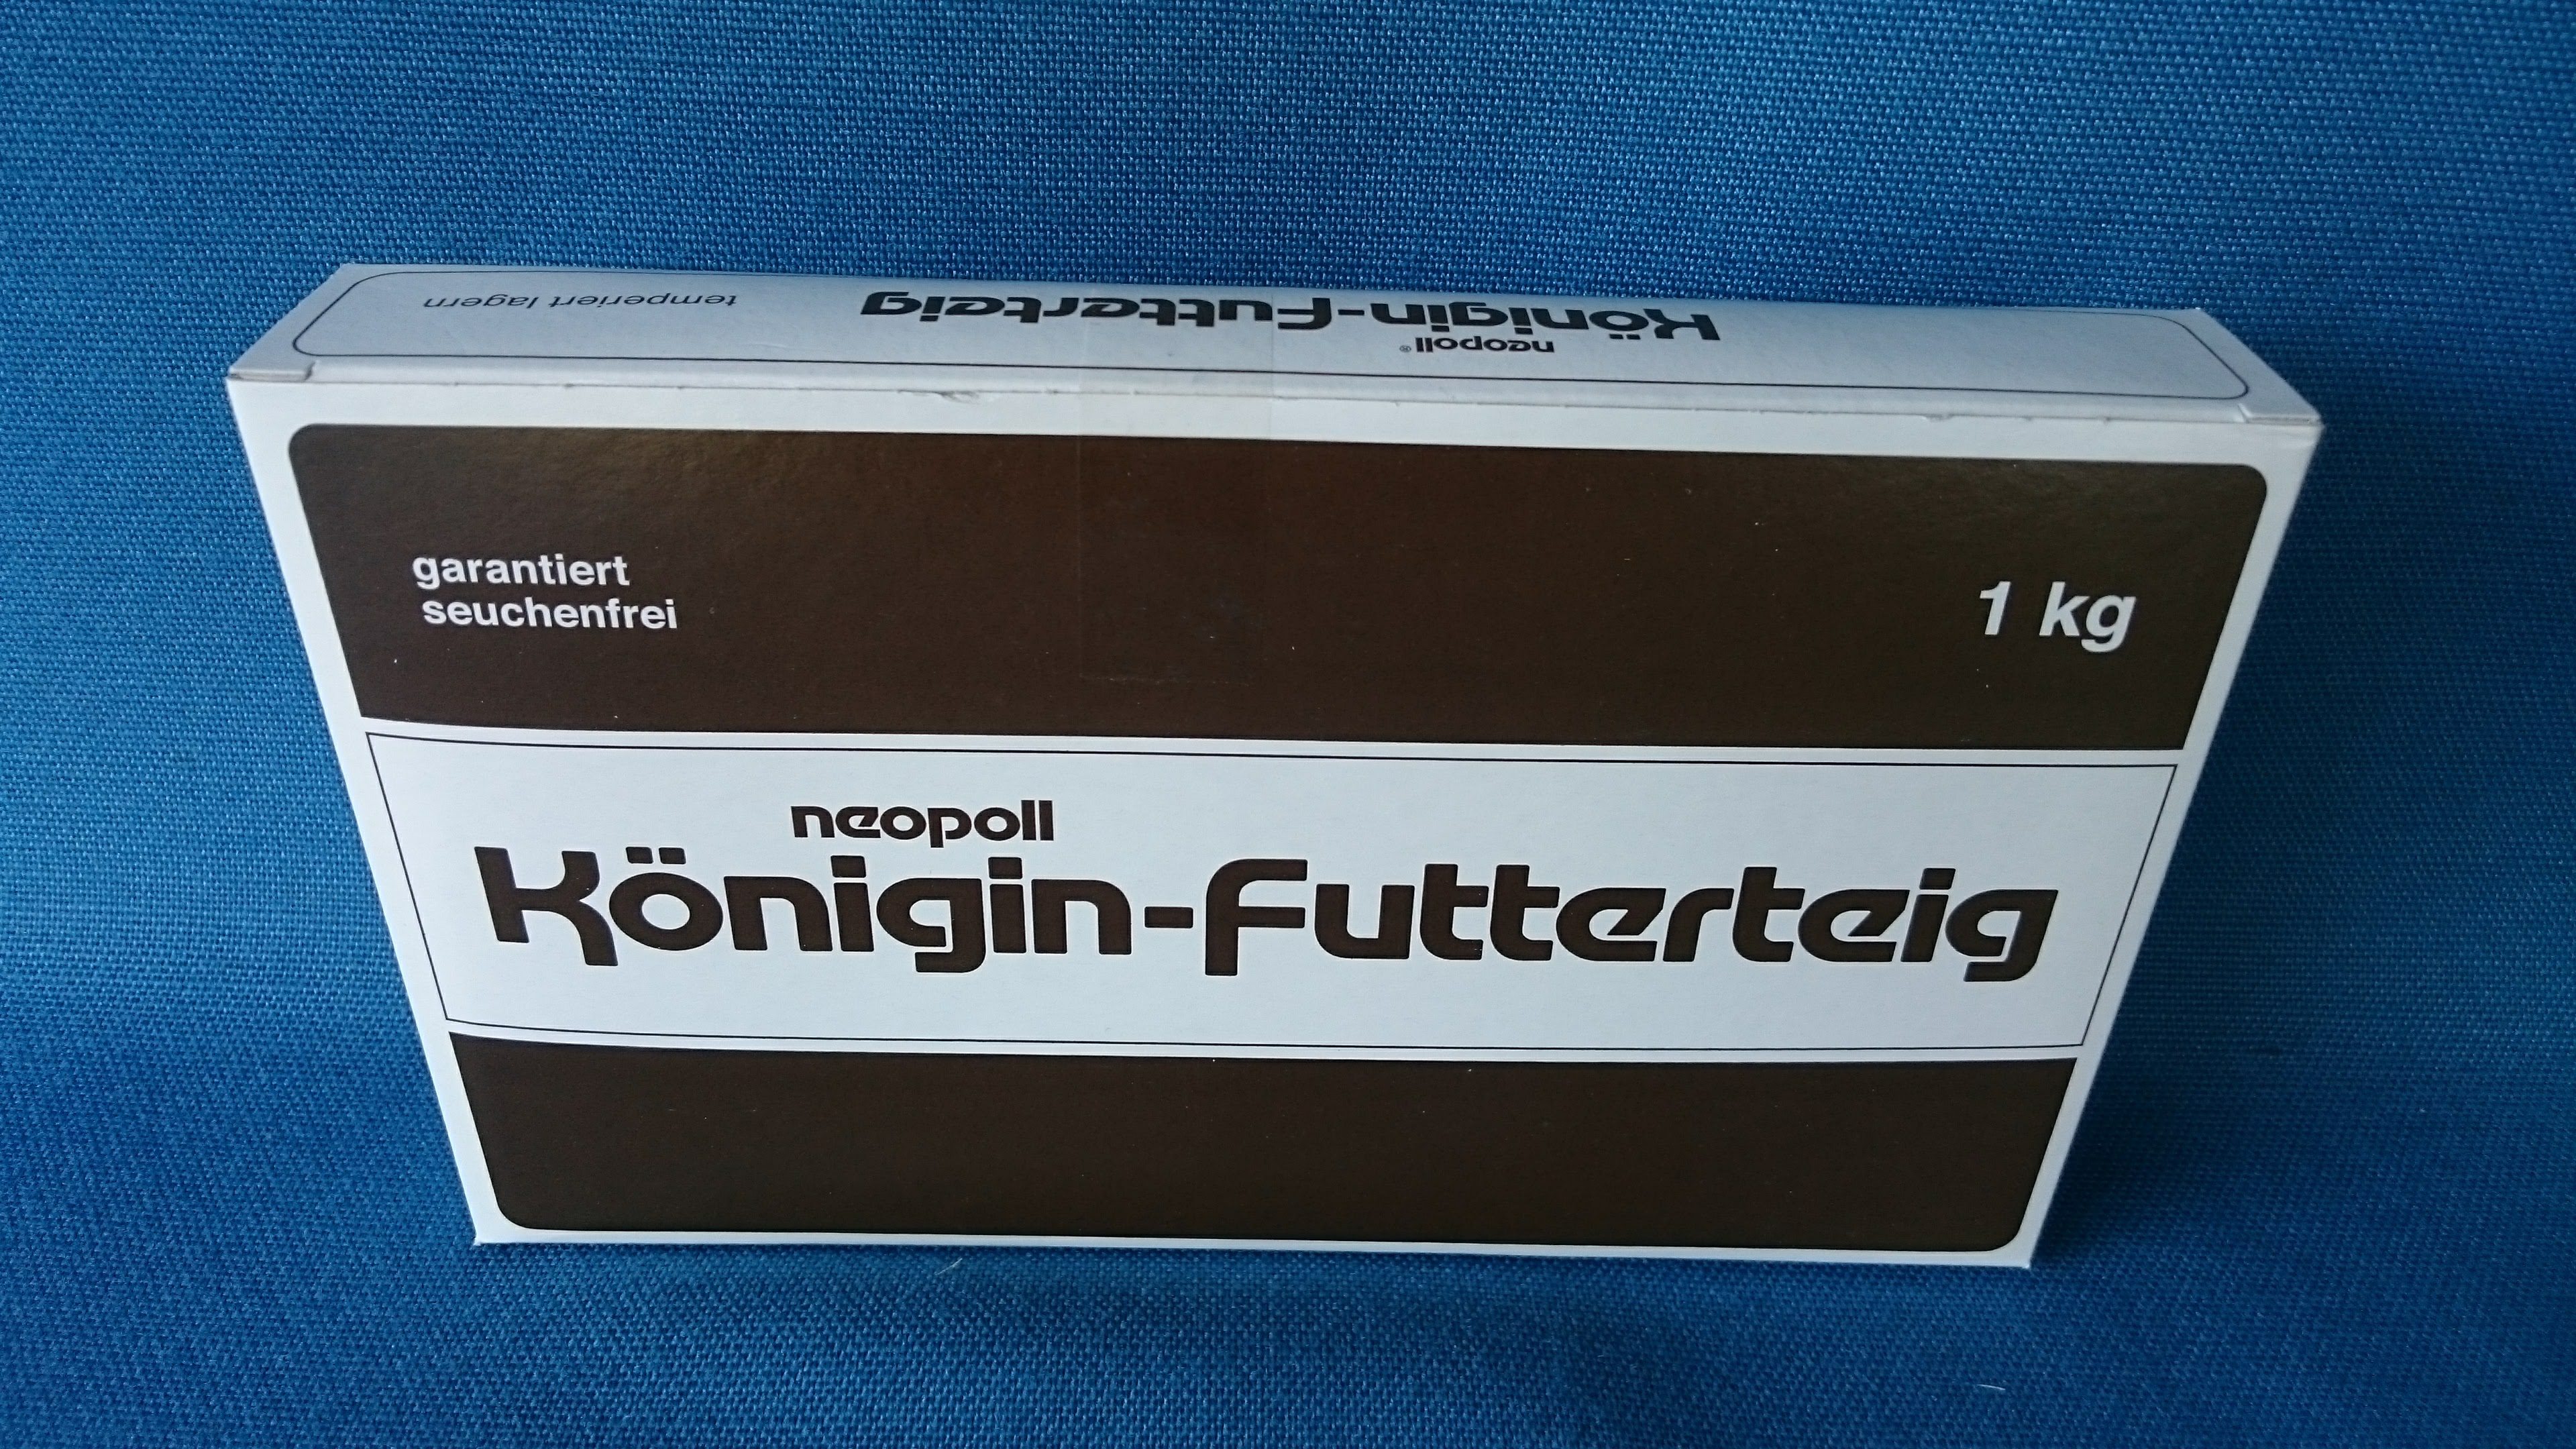 temperiert lagern
Königin-Futterteig
neopoll®
garantiert
seuchenfrei
1 kg
neopoll
Königin-Futterteig